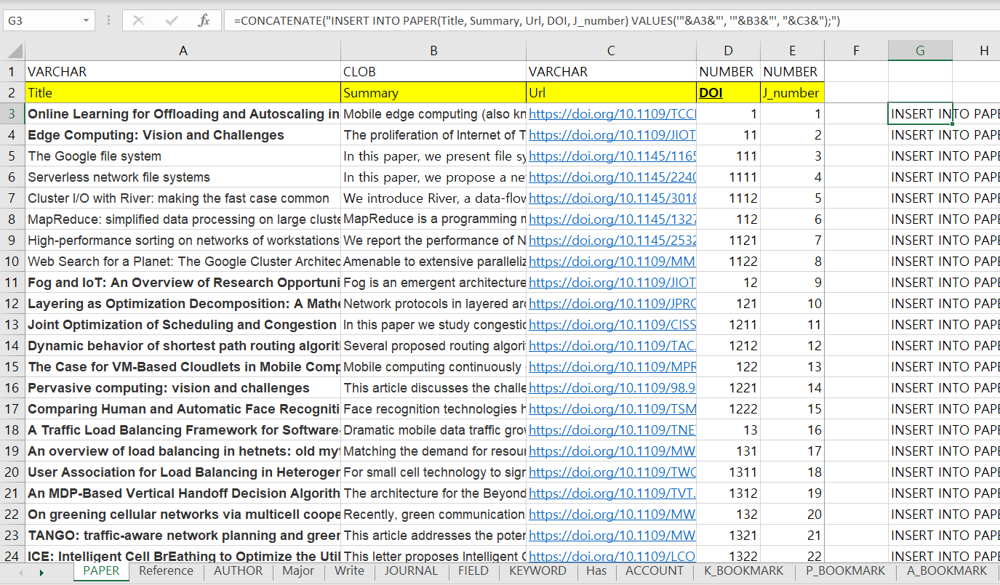 G3 fx =CONCATENATE("INSERT INTO PAPER(Title, Summary, Url, DOI, J_number) VALUES('"&A3&"', '"&B3&"', "&C3&");")
A B C D E F G H
1 VARCHAR CLOB VARCHAR NUMBER NUMBER
2 Title Summary Url DOI J_number
3 Online Learning for Offloading and Autoscaling in Mobile edge computing (also kn https://doi.org/10.1109/TCC 1 1 INSERT INTO PAPE
4 Edge Computing: Vision and Challenges The proliferation of Internet of T https://doi.org/10.1109/JIOT 11 2 INSERT INTO PAPE
5 The Google file system In this paper, we present file sy https://doi.org/10.1145/1165 111 3 INSERT INTO PAPE
6 Serverless network file systems In this paper, we propose a ne https://doi.org/10.1145/2240 1111 4 INSERT INTO PAPE
7 Cluster I/O with River: making the fast case common We introduce River, a data-flow https://doi.org/10.1145/3018 1112 5 INSERT INTO PAPE
8 MapReduce: simplified data processing on large cluste MapReduce is a programming m https://doi.org/10.1145/1327 112 6 INSERT INTO PAPE
9 High-performance sorting on networks of workstations We report the performance of N https://doi.org/10.1145/2532 1121 7 INSERT INTO PAPE
10 Web Search for a Planet: The Google Cluster Architec Amenable to extensive paralleliz https://doi.org/10.1109/MM 1122 8 INSERT INTO PAPE
11 Fog and IoT: An Overview of Research Opportuni Fog is an emergent architecture https://doi.org/10.1109/JIOT 12 9 INSERT INTO PAPE
12 Layering as Optimization Decomposition: A Mathe Network protocols in layered arc https://doi.org/10.1109/JPRC 121 10 INSERT INTO PAPE
13 Joint Optimization of Scheduling and Congestion In this paper we study congestic https://doi.org/10.1109/CISS 1211 11 INSERT INTO PAPE
14 Dynamic behavior of shortest path routing algorit Several proposed routing algori https://doi.org/10.1109/TAC. 1212 12 INSERT INTO PAPE
15 The Case for VM-Based Cloudlets in Mobile Comp Mobile computing continuously https://doi.org/10.1109/MPR 122 13 INSERT INTO PAPE
16 Pervasive computing: vision and challenges This article discusses the challe https://doi.org/10.1109/98.9 1221 14 INSERT INTO PAPE
17 Comparing Human and Automatic Face Recogniti Face recognition technologies h https://doi.org/10.1109/TSM 1222 15 INSERT INTO PAPE
18 A Traffic Load Balancing Framework for Software- Dramatic mobile data traffic grov https://doi.org/10.1109/TNE 13 16 INSERT INTO PAPE
19 An overview of load balancing in hetnets: old my Matching the demand for resou https://doi.org/10.1109/MW 131 17 INSERT INTO PAPE
20 User Association for Load Balancing in Heteroger For small cell technology to sigr https://doi.org/10.1109/TWC 1311 18 INSERT INTO PAPE
21 An MDP-Based Vertical Handoff Decision Algorith The architecture for the Beyond https://doi.org/10.1109/TVT. 1312 19 INSERT INTO PAPE
22 On greening cellular networks via multicell coope Recently, green communication https://doi.org/10.1109/MW 132 20 INSERT INTO PAPE
23 TANGO: traffic-aware network planning and greer This article addresses the poter https://doi.org/10.1109/MW 1321 21 INSERT INTO PAPE
24 ICE: Intelligent Cell BrEathing to Optimize the Util This letter proposes Intelligent C https://doi.org/10.1109/LCO 1322 22 INSERT INTO PAPE
PAPER Reference AUTHOR Major Write JOURNAL FIELD KEYWORD Has ACCOUNT K_BOOKMARK P_BOOKMARK A_BOOKMARK